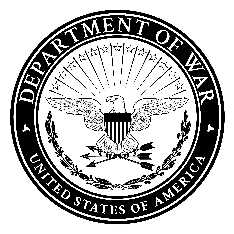 DEPARTMENT OF WAR
UNITED STATES OF AMERICA